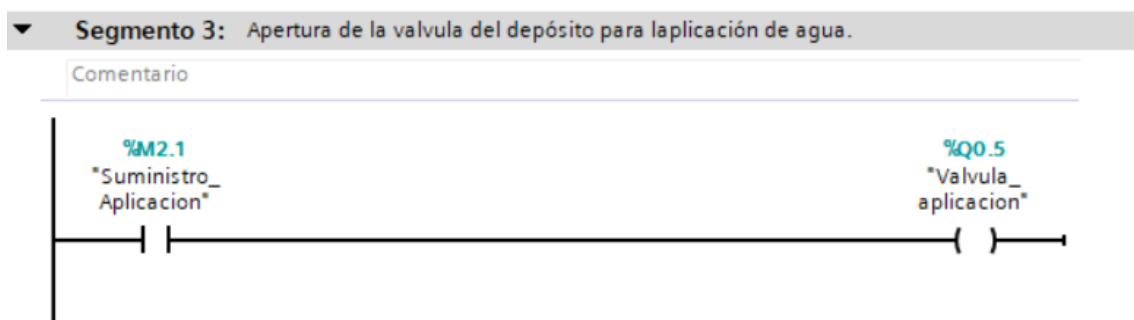 Segmento 3: Apertura de la valvula del depósito para laplicación de agua.
Comentario
%M2.1
"Suministro_
Aplicacion"
%Q0.5
"Valvula_
aplicacion"